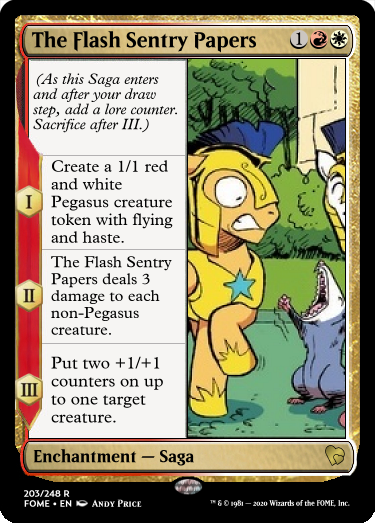 The Flash Sentry Papers 1
(As this Saga enters
and after your draw
step, add a lore counter.
Sacrifice after III.)
I
Create a 1/1 red
and white
Pegasus creature
token with flying
and haste.
II
The Flash Sentry
Papers deals 3
damage to each
non-Pegasus
creature.
III
Put two +1/+1
counters on up
to one target
creature.
Enchantment — Saga
203/248 R
FOME • EN Andy Price
™ & © 1981 — 2020 Wizards of the FOME, Inc.